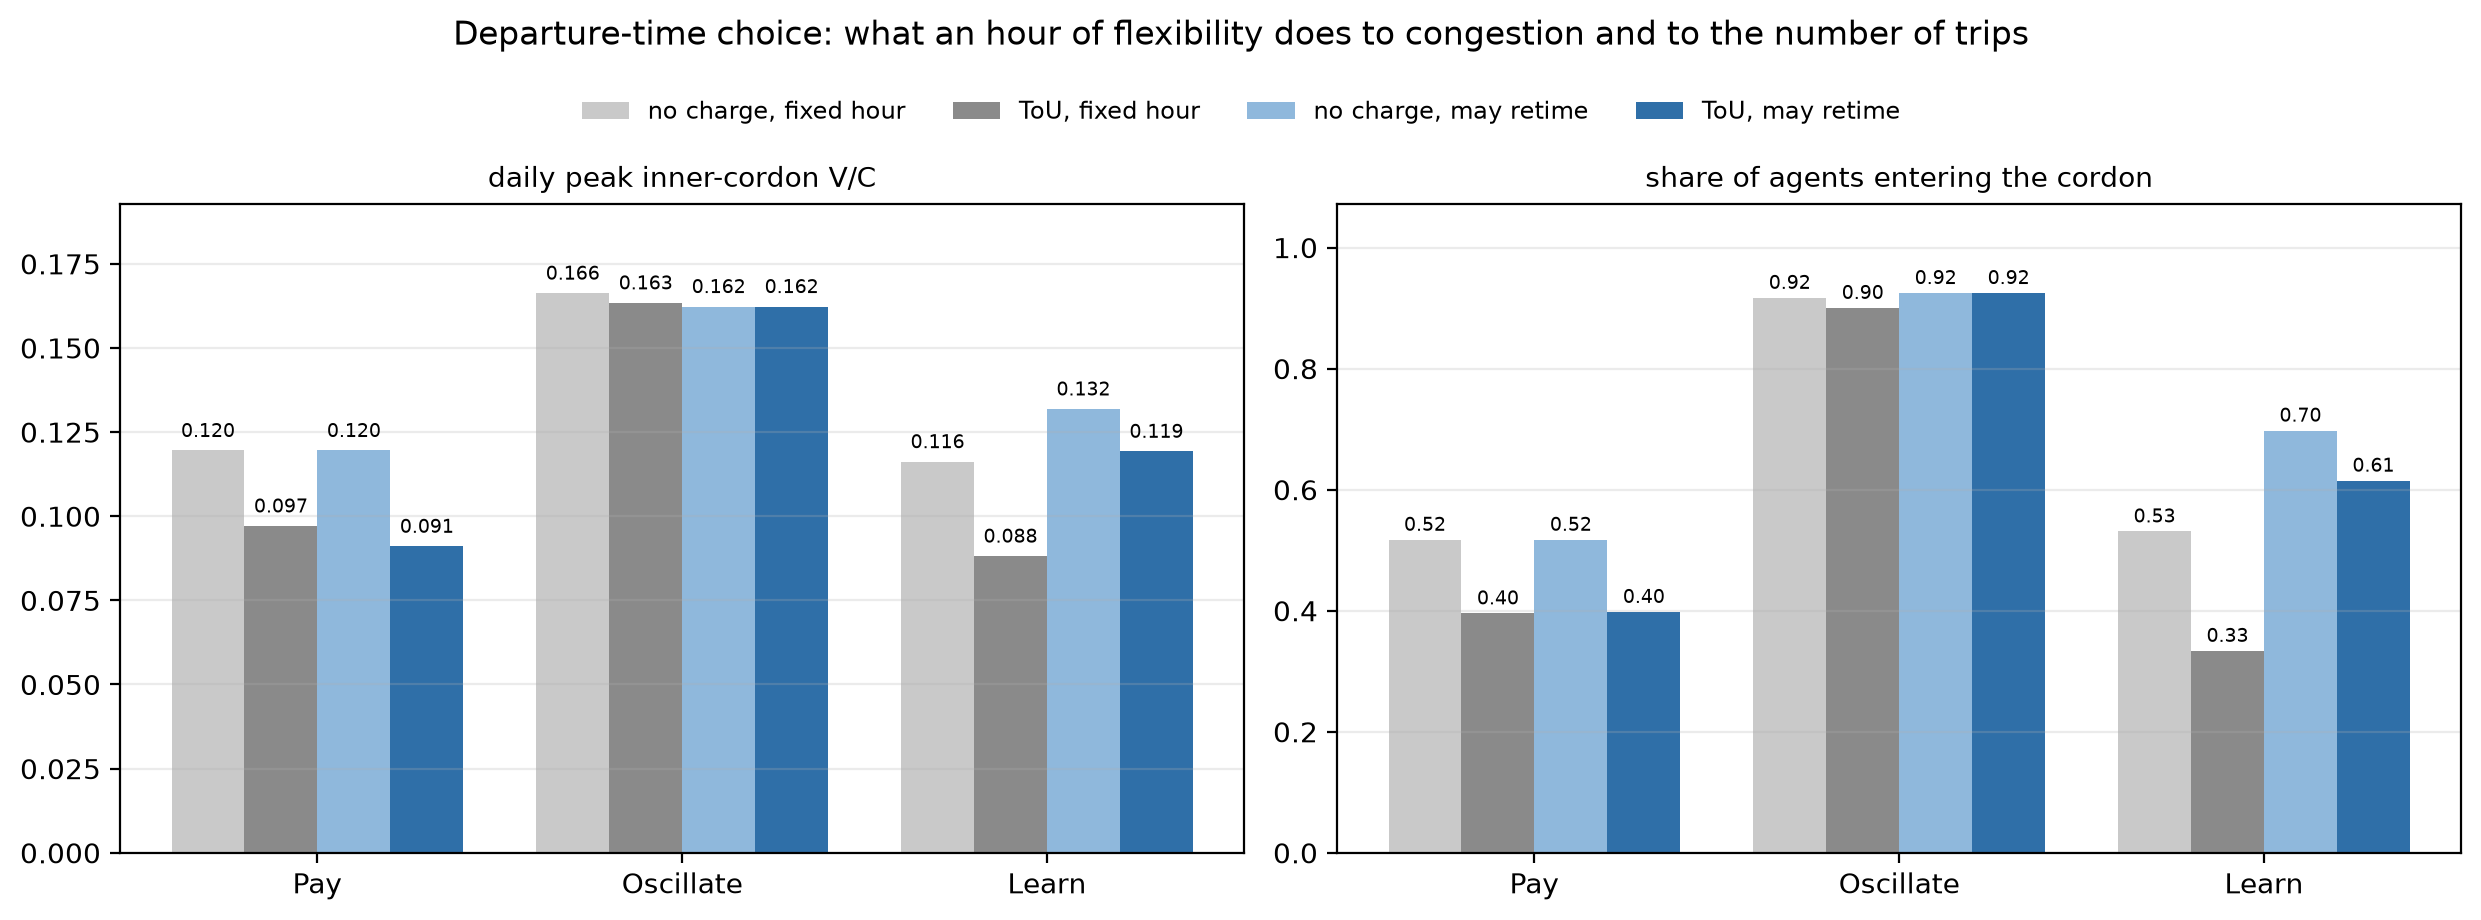 Departure-time choice: what an hour of flexibility does to congestion and to the number of trips
no charge, fixed hour
ToU, fixed hour
no charge, may retime
ToU, may retime
daily peak inner-cordon V/C
0.175
0.150
0.125
0.100
0.075
0.050
0.025
0.000
0.120
0.097
0.120
0.091
0.166
0.163
0.162
0.162
0.116
0.088
0.132
0.119
Pay
Oscillate
Learn
share of agents entering the cordon
1.0
0.8
0.6
0.4
0.2
0.0
0.52
0.40
0.52
0.40
0.92
0.90
0.92
0.92
0.53
0.33
0.70
0.61
Pay
Oscillate
Learn